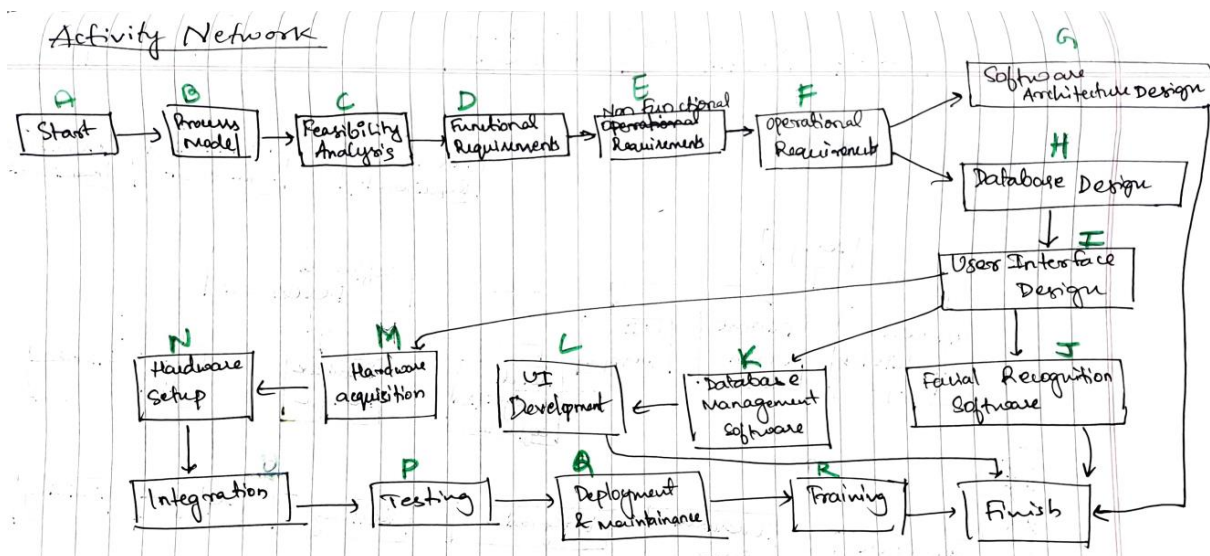 Activity Network
A
Start
B
Process
Model
C
Feasibility
Analysis
D
Functional
Requirements
E
Non Functional
Operational
Requirements
F
Operational
Requirements
G
Software
Architecture Design
H
Database Design
I
User Interface
Design
J
Facial Recognition
Software
K
Database
Management
Software
L
UI
Development
M
Hardware
acquisition
N
Hardware
setup
Integration
P
Testing
Q
Deployment
& Maintainance
R
Training
Finish